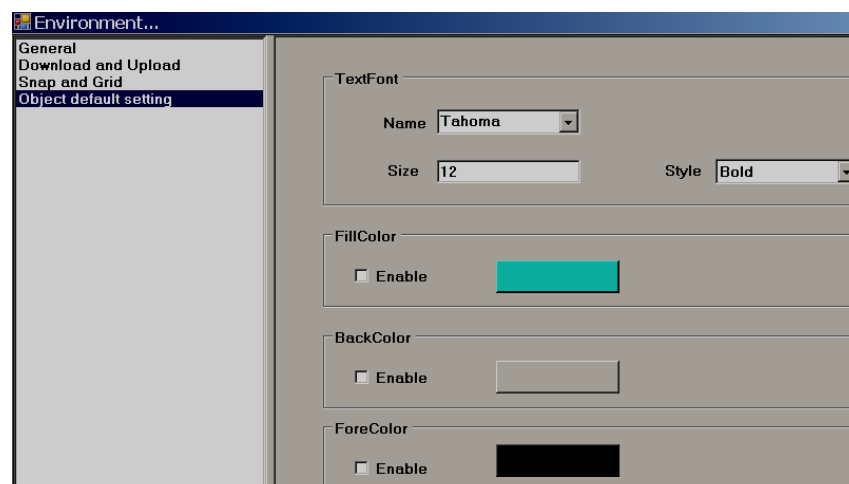 Environment...
General
Download and Upload
Snap and Grid
Object default setting
TextFont
Name Tahoma
Size 12 Style Bold
FillColor
Enable
BackColor
Enable
ForeColor
Enable